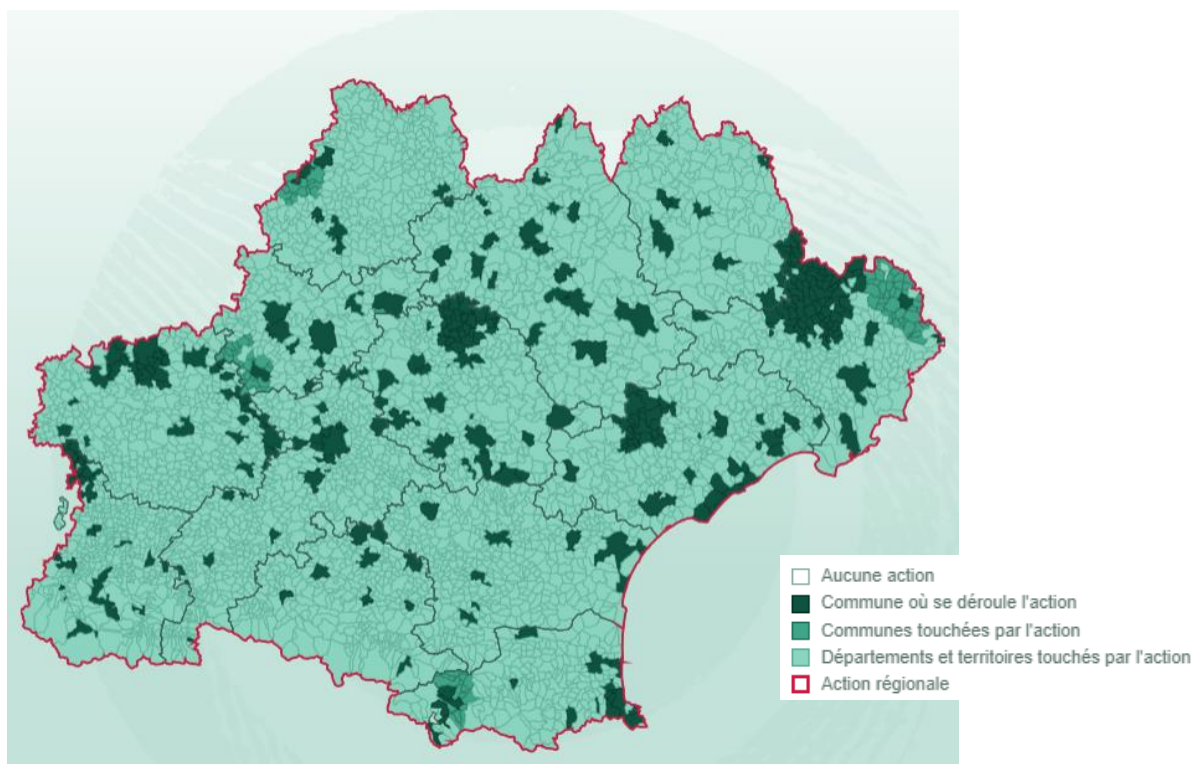 Aucune action
Commune où se déroule l'action
Communes touchées par l'action
Départements et territoires touchés par l'action
Action régionale